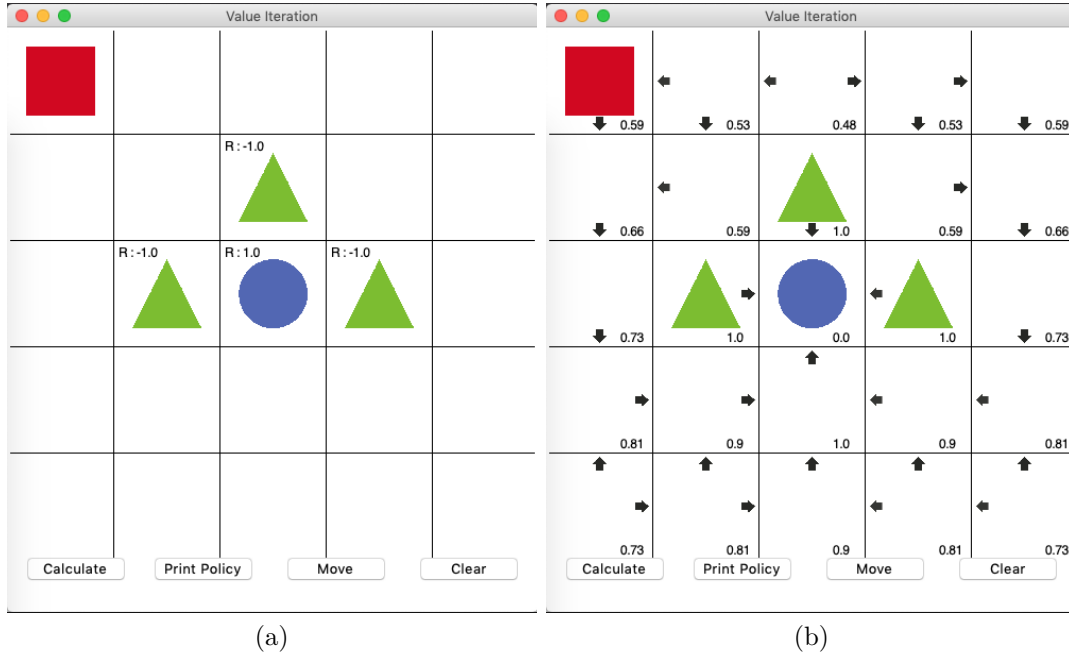 Value Iteration
R : -1.0
R : -1.0 R : 1.0 R : -1.0
Calculate Print Policy Move Clear
(a)
Value Iteration
0.59 0.53 0.48 0.53 0.59
0.66 0.59 1.0 0.59 0.66
0.73 1.0 0.0 1.0 0.73
0.81 0.9 1.0 0.9 0.81
0.73 0.81 0.9 0.81 0.73
Calculate Print Policy Move Clear
(b)